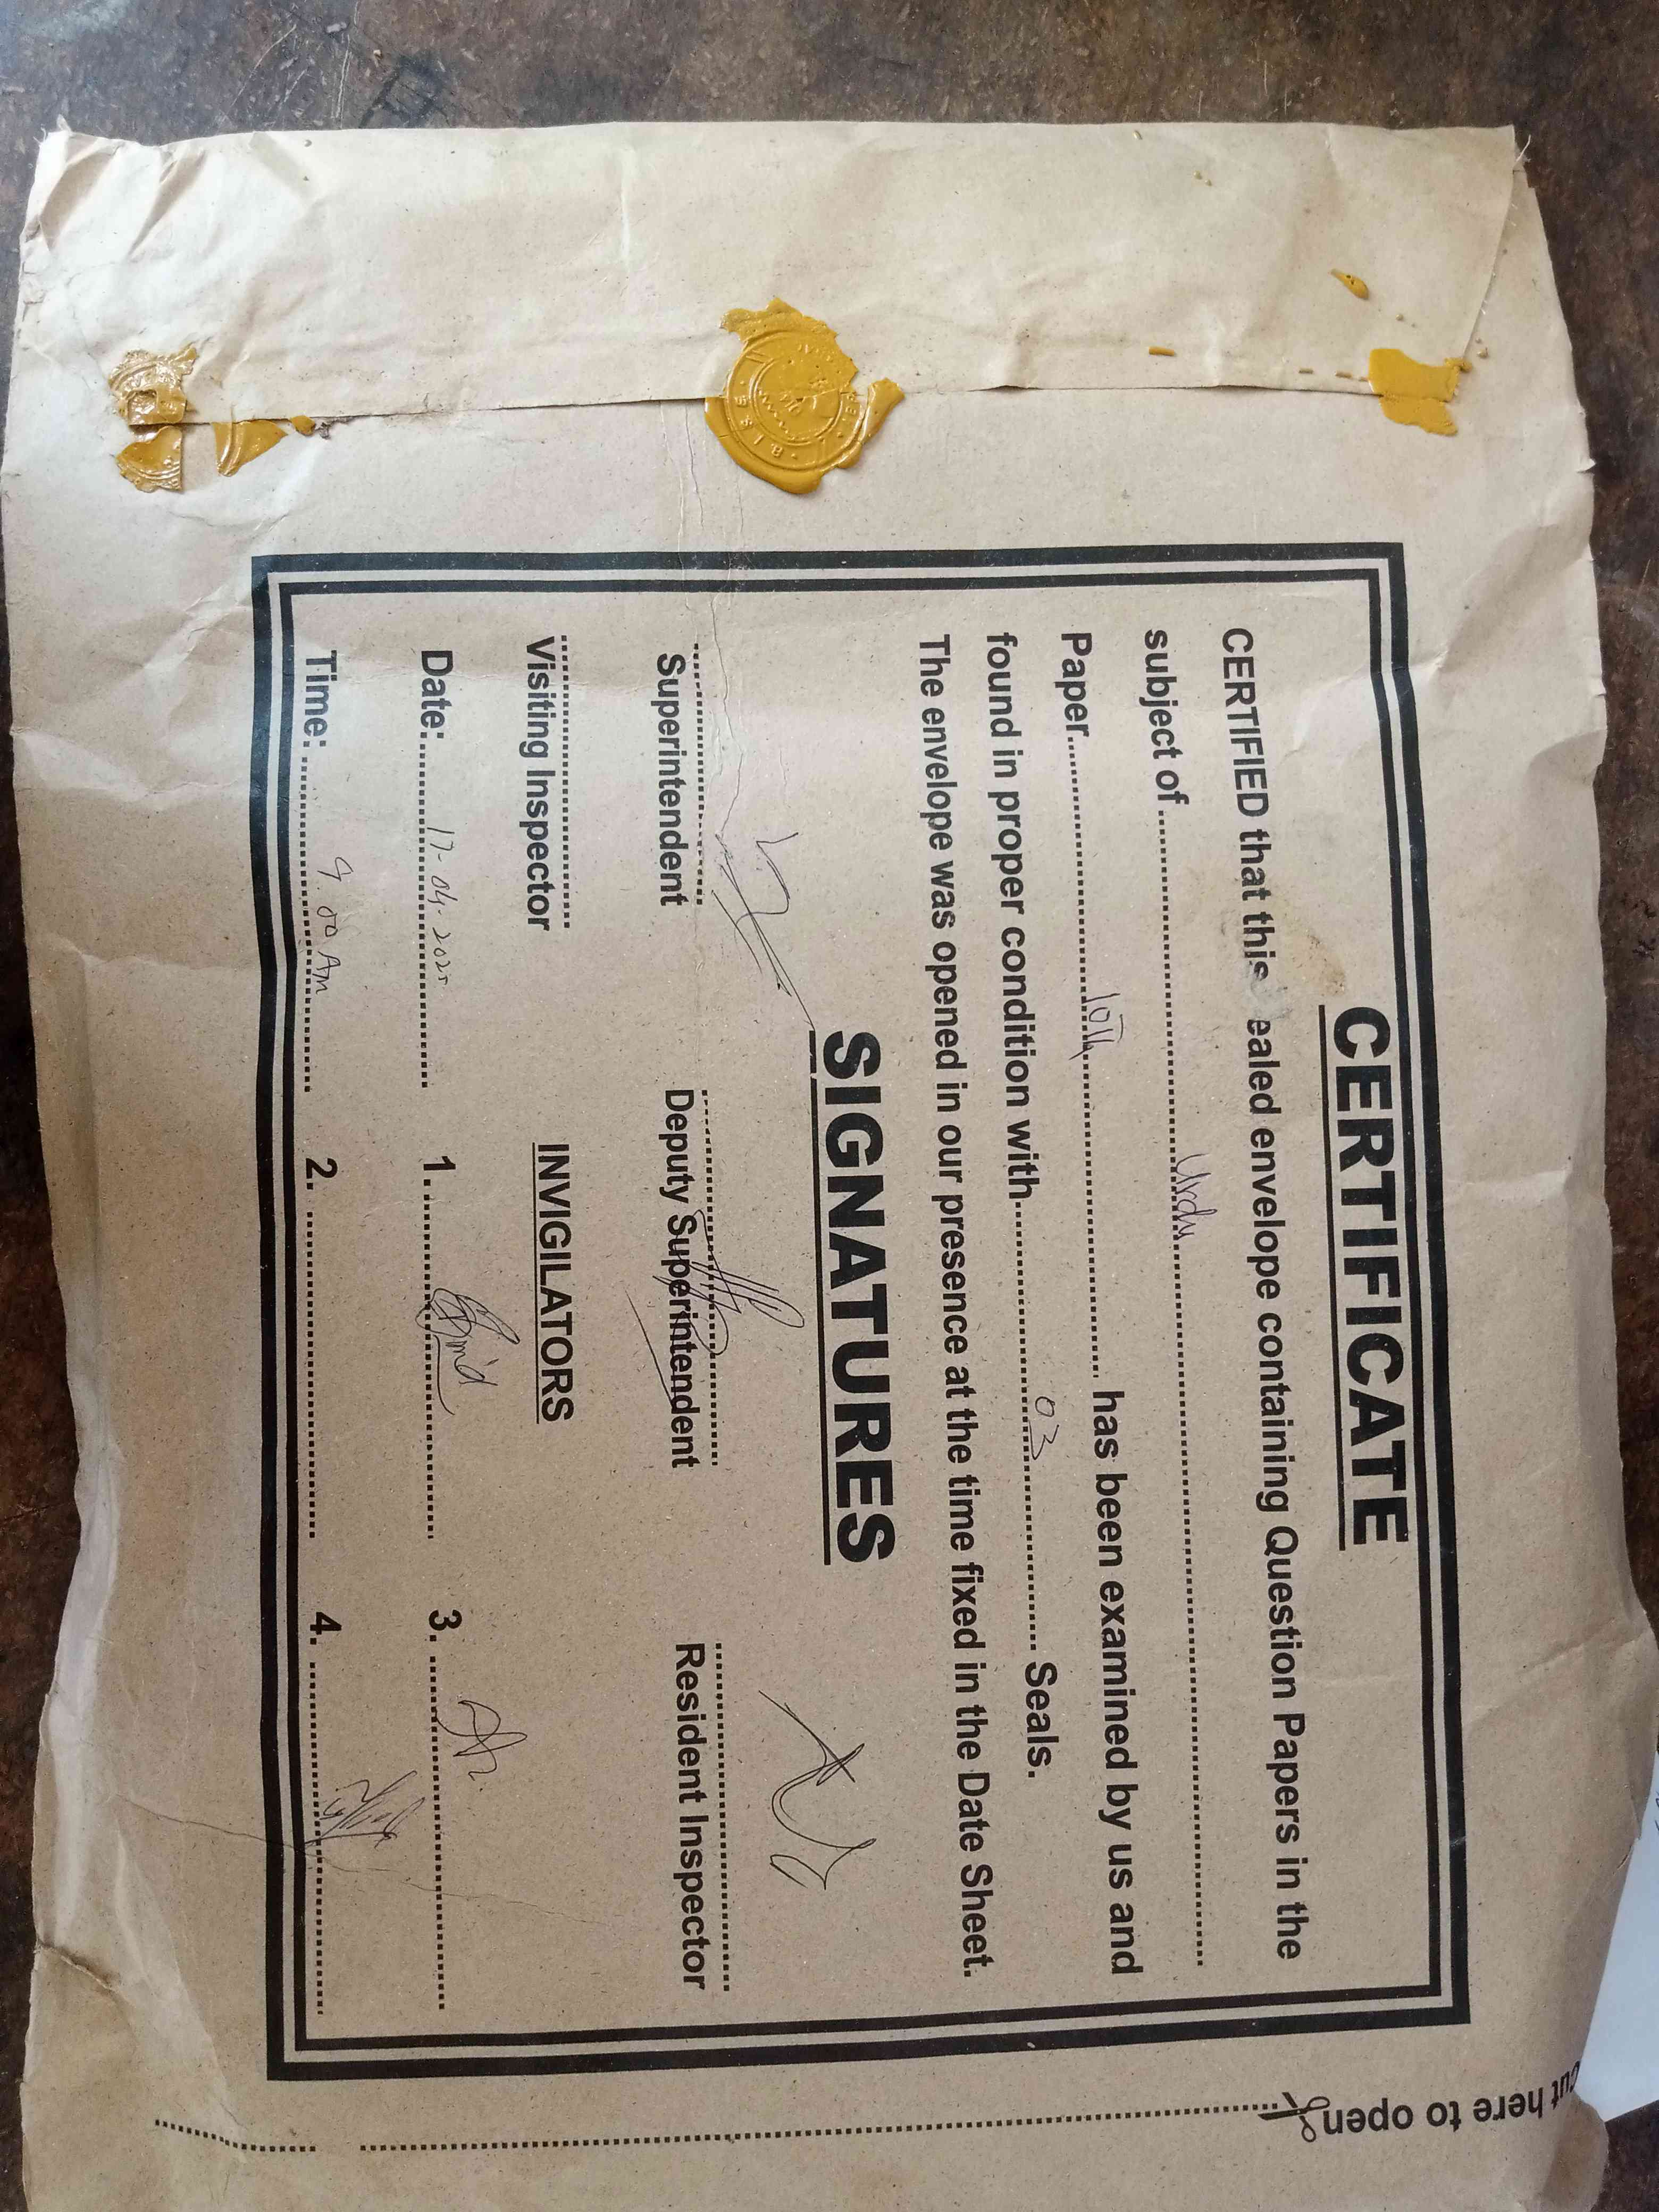 CERTIFICATE
CERTIFIED that this ealed envelope containing Question Papers in the
subject of Urdu
Paper 10th has been examined by us and
found in proper condition with 03 Seals.
The envelope was opened in our presence at the time fixed in the Date Sheet.
SIGNATURES
Superintendent Deputy Superintendent Resident Inspector
Visiting Inspector INVIGILATORS
Date: 17-04-2025 1. 3.
Time: 9.00 Am 2. 4.
cut here to open